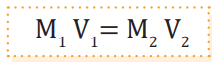 M₁ V₁ = M₂ V₂